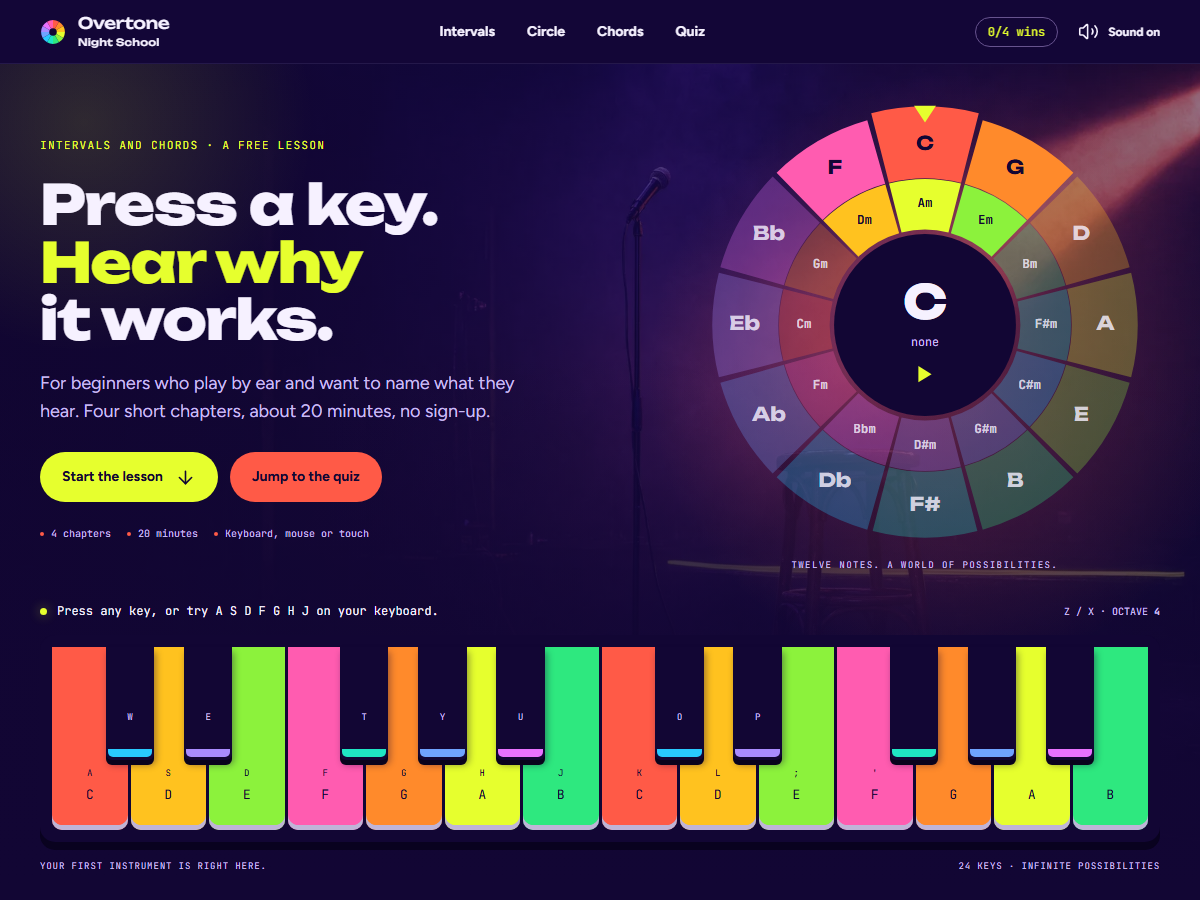 Overtone
Night School
Intervals
Circle
Chords
Quiz
0/4 wins
Sound on
INTERVALS AND CHORDS · A FREE LESSON
Press a key.
Hear why
it works.
For beginners who play by ear and want to name what they
hear. Four short chapters, about 20 minutes, no sign-up.
Start the lesson
Jump to the quiz
4 chapters
20 minutes
Keyboard, mouse or touch
C
G
D
A
E
B
F#
Db
Ab
Eb
Bb
F
Am
Em
Bm
F#m
C#m
G#m
D#m
Bbm
Fm
Cm
Gm
Dm
C
none
TWELVE NOTES. A WORLD OF POSSIBILITIES.
Press any key, or try A S D F G H J on your keyboard.
Z / X · OCTAVE 4
W E T Y U O P
A S D F G H J K L ; '
C D E F G A B C D E F G A B
YOUR FIRST INSTRUMENT IS RIGHT HERE.
24 KEYS · INFINITE POSSIBILITIES